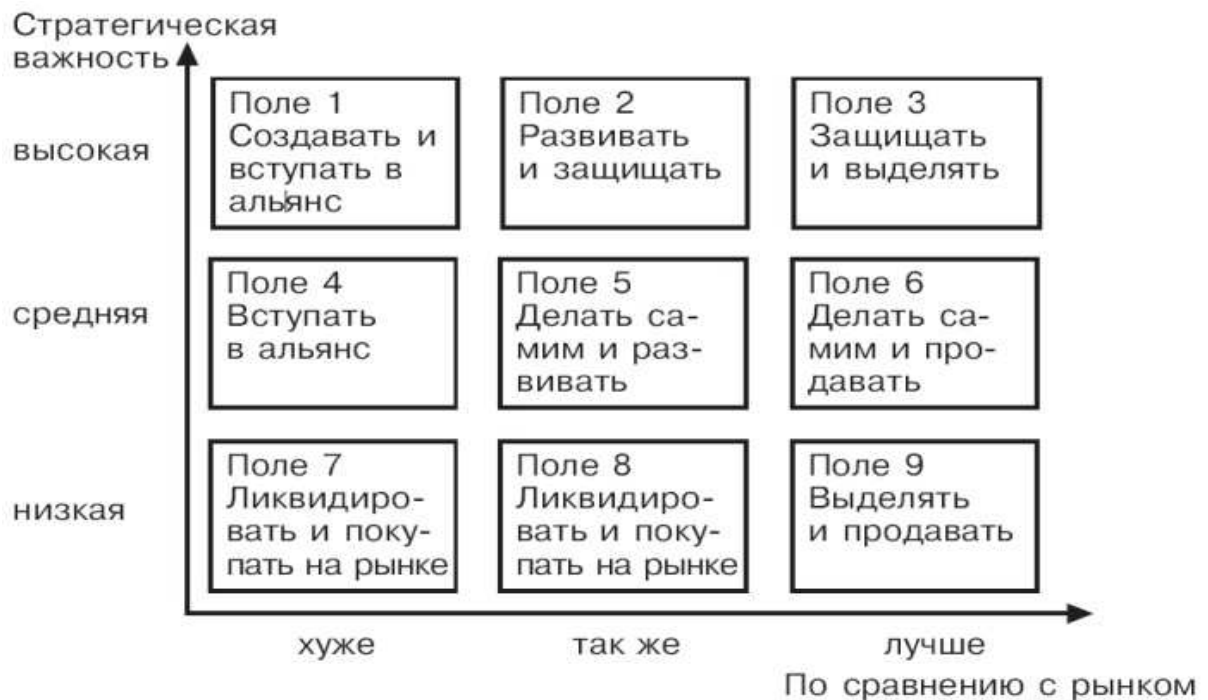 Стратегическая
важность
высокая
Поле 1
Создавать и
вступать в
альянс
Поле 2
Развивать
и защищать
Поле 3
Защищать
и выделять
средняя
Поле 4
Вступать
в альянс
Поле 5
Делать са-
мим и раз-
вивать
Поле 6
Делать са-
мим и про-
давать
низкая
Поле 7
Ликвидиро-
вать и поку-
пать на рынке
Поле 8
Ликвидиро-
вать и поку-
пать на рынке
Поле 9
Выделять
и продавать
хуже
так же
лучше
По сравнению с рынком